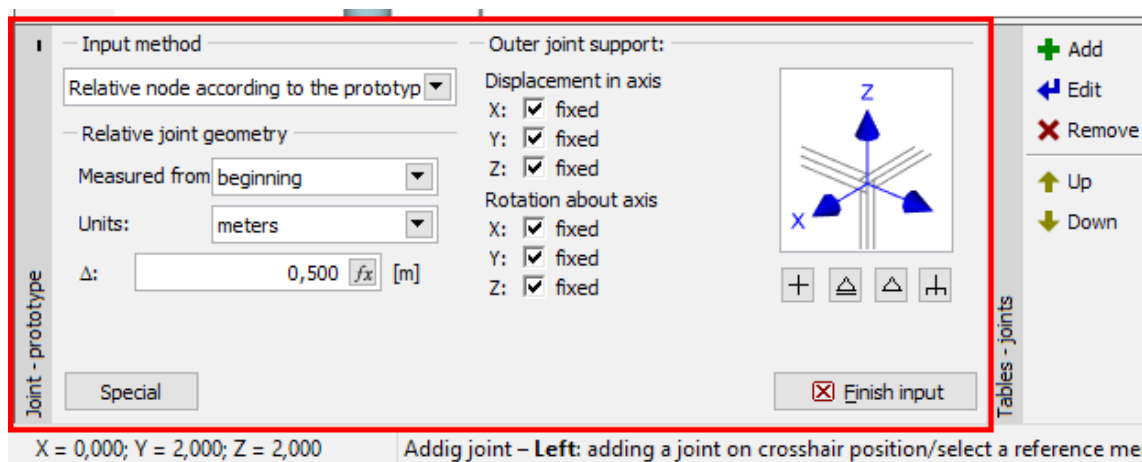 Input method
Relative node according to the prototyp
Relative joint geometry
Measured from beginning
Units: meters
Δ: 0,500 fx [m]
Special
Joint - prototype
Outer joint support:
Displacement in axis
X: fixed
Y: fixed
Z: fixed
Rotation about axis
X: fixed
Y: fixed
Z: fixed
Z
X
Finish input
Tables - joints
Add
Edit
Remove
Up
Down
X = 0,000; Y = 2,000; Z = 2,000
Addig joint – Left: adding a joint on crosshair position/select a reference me